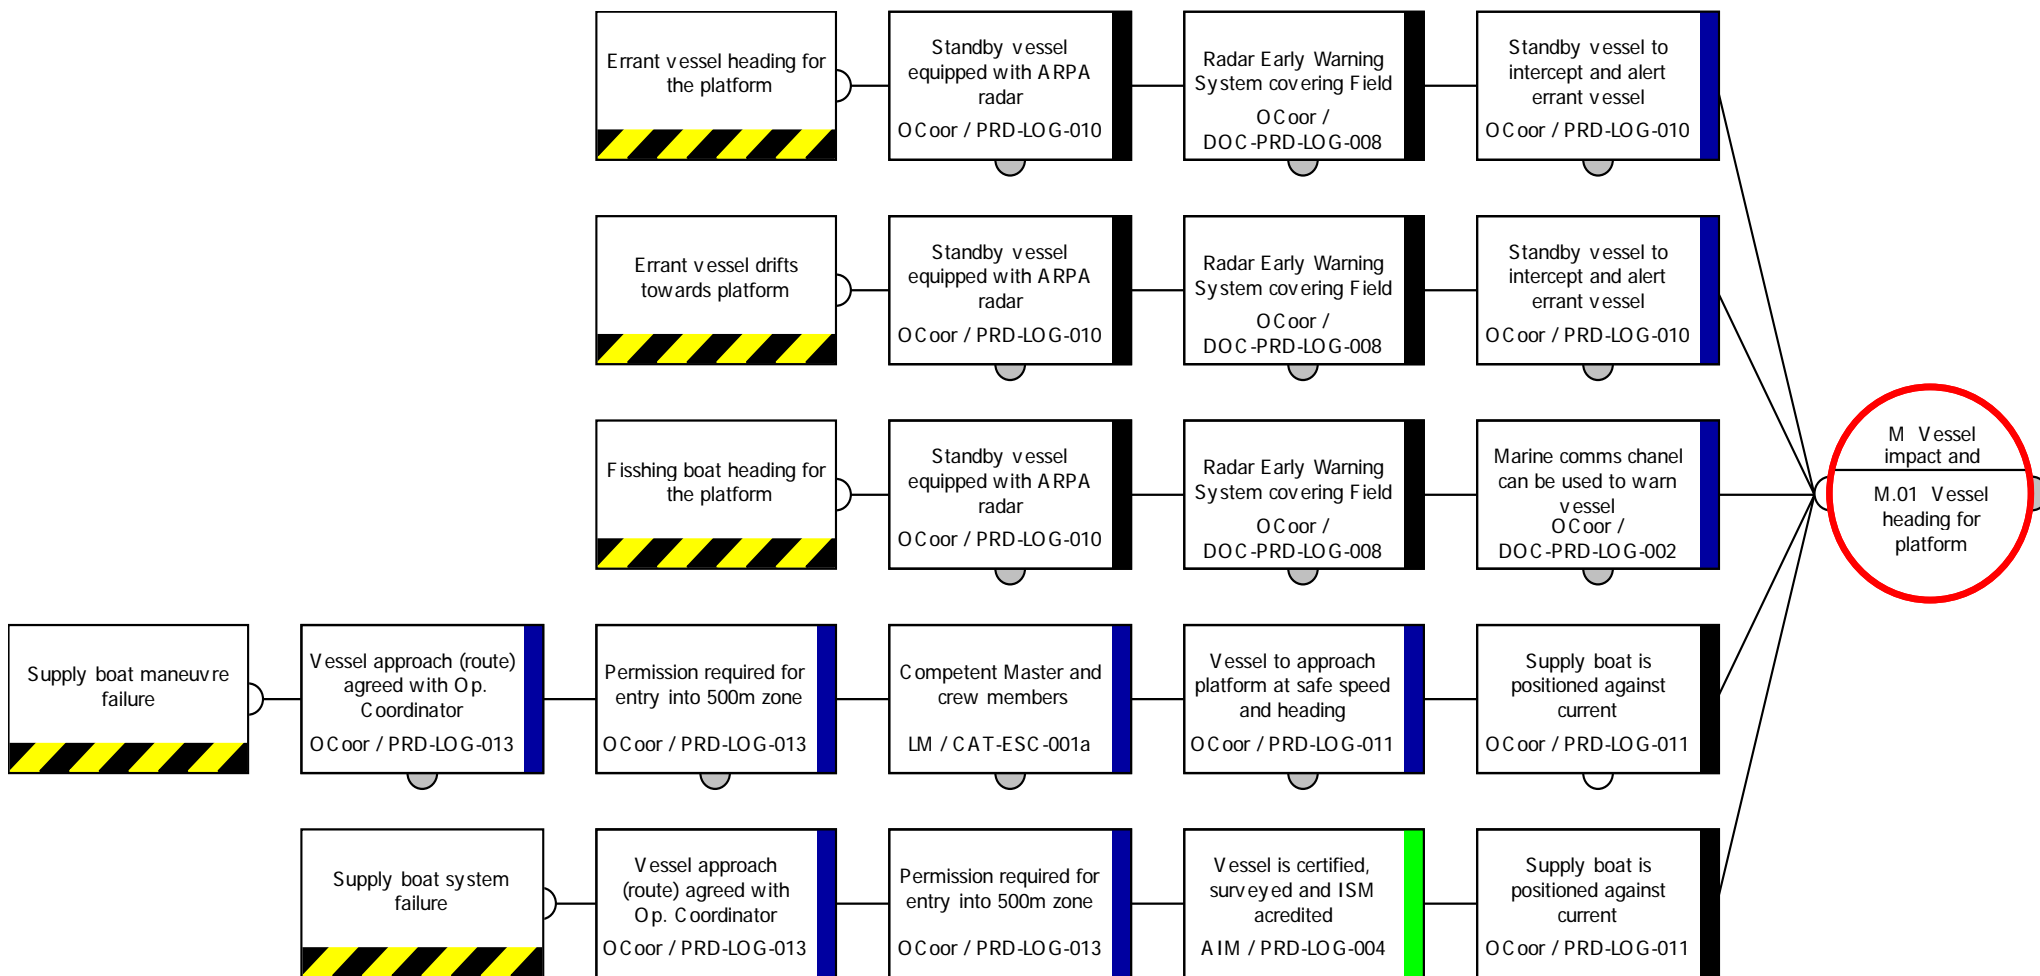 Errant vessel heading for
the platform
Standby vessel
equipped with ARPA
radar
OCoor / PRD-LOG-010
Radar Early Warning
System covering Field
OCoor /
DOC-PRD-LOG-008
Standby vessel to
intercept and alert
errant vessel
OCoor / PRD-LOG-010
Errant vessel drifts
towards platform
Standby vessel
equipped with ARPA
radar
OCoor / PRD-LOG-010
Radar Early Warning
System covering Field
OCoor /
DOC-PRD-LOG-008
Standby vessel to
intercept and alert
errant vessel
OCoor / PRD-LOG-010
Fisshing boat heading for
the platform
Standby vessel
equipped with ARPA
radar
OCoor / PRD-LOG-010
Radar Early Warning
System covering Field
OCoor /
DOC-PRD-LOG-008
Marine comms chanel
can be used to warn
vessel
OCoor /
DOC-PRD-LOG-002
M Vessel
impact and
M.01 Vessel
heading for
platform
Supply boat maneuvre
failure
Vessel approach (route)
agreed with Op.
Coordinator
OCoor / PRD-LOG-013
Permission required for
entry into 500m zone
OCoor / PRD-LOG-013
Competent Master and
crew members
LM / CAT-ESC-001a
Vessel to approach
platform at safe speed
and heading
OCoor / PRD-LOG-011
Supply boat is
positioned against
current
OCoor / PRD-LOG-011
Supply boat system
failure
Vessel approach
(route) agreed with
Op. Coordinator
OCoor / PRD-LOG-013
Permission required for
entry into 500m zone
OCoor / PRD-LOG-013
Vessel is certified,
surveyed and ISM
acredited
AIM / PRD-LOG-004
Supply boat is
positioned against
current
OCoor / PRD-LOG-011